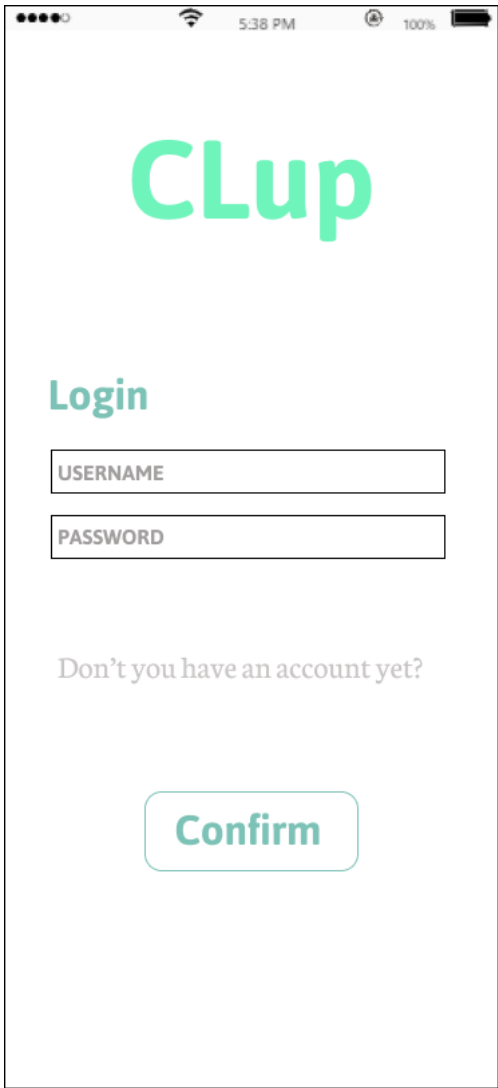 5:38 PM 100%
CLup
Login
USERNAME
PASSWORD
Don’t you have an account yet?
Confirm